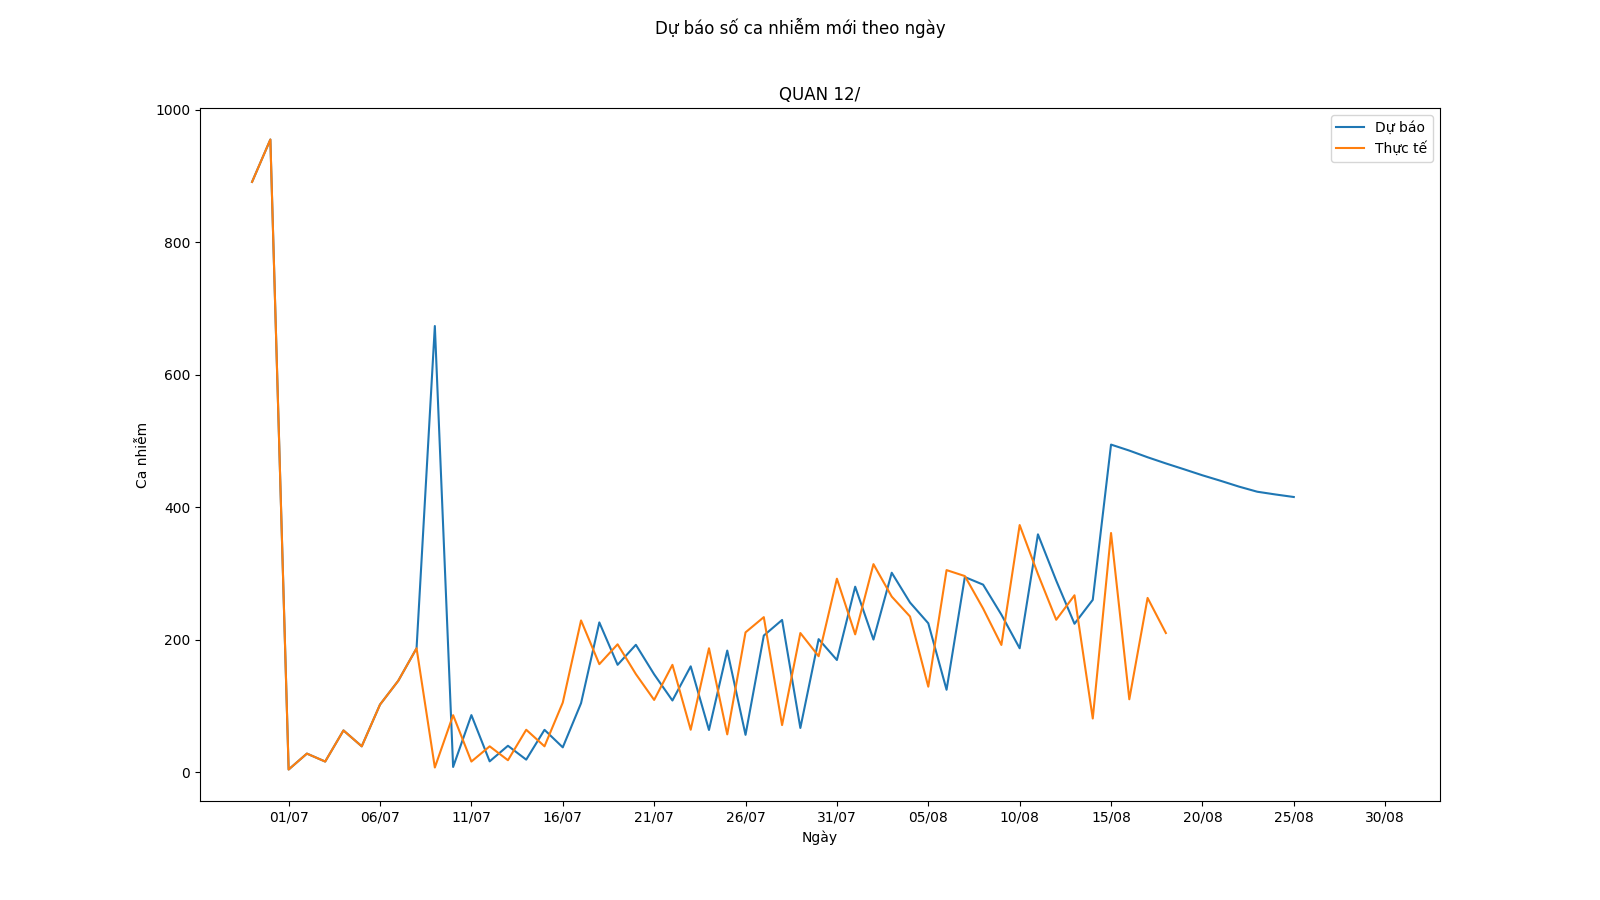 Dự báo số ca nhiễm mới theo ngày
QUAN 12/
Dự báo
Thực tế
1000
800
600
400
200
0
Ca nhiễm
01/07 06/07 11/07 16/07 21/07 26/07 31/07 05/08 10/08 15/08 20/08 25/08 30/08
Ngày